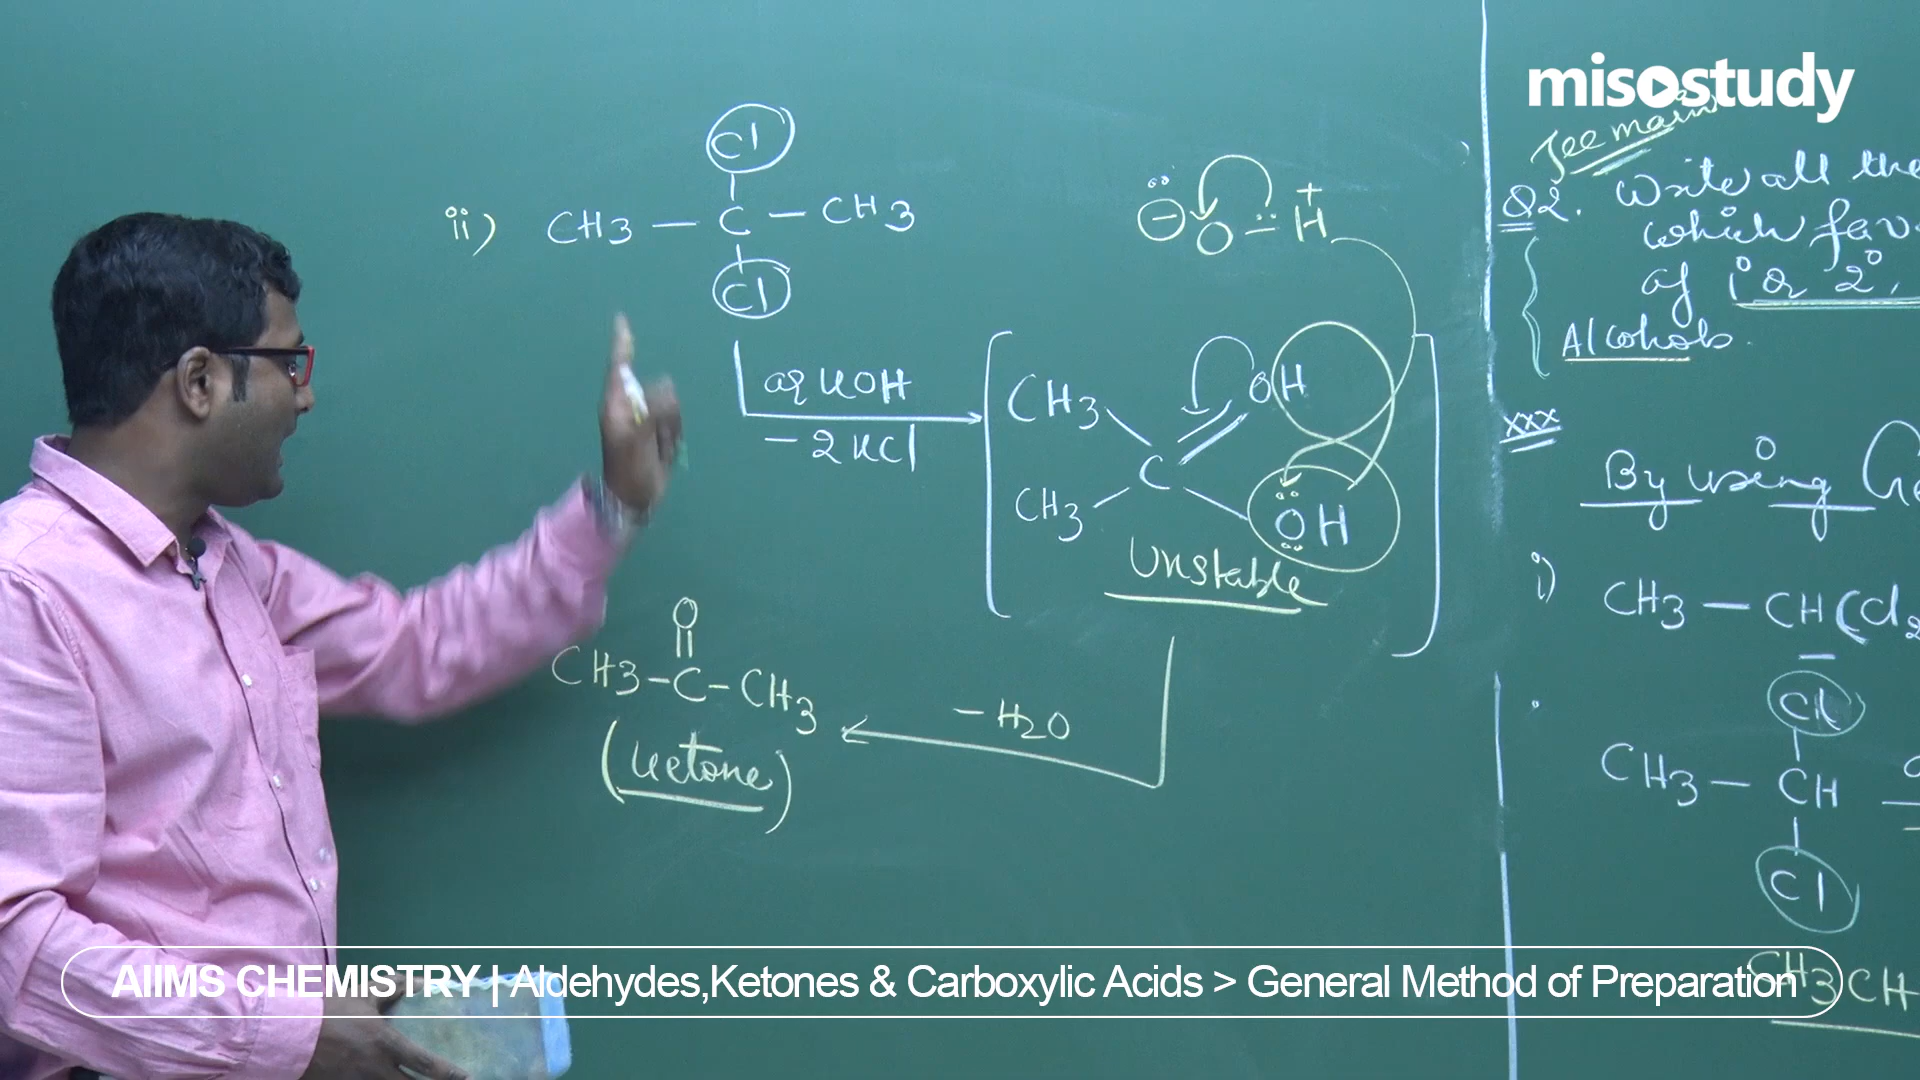 misostudy
Jee main
ii) CH3 — C — CH3
Cl
Cl
aq KOH
- 2KCl
⊖ O H +
CH3
OH
C
CH3
OH
Unstable
- H2O
O
CH3-C-CH3
(Ketone)
Q2. Write all the
which fav
of 1° or 2°,
Alcohols.
xxx
By using Ge
i)
CH3 — CH(Cl2
Cl
CH3 — CH
Cl
CH3CH
AIIMS CHEMISTRY | Aldehydes,Ketones & Carboxylic Acids > General Method of Preparation